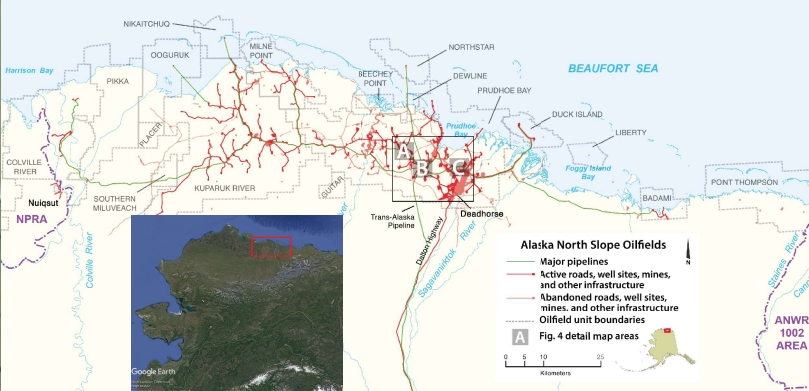 NIKAITCHUQ
OOGURUK
MILNE
POINT
NORTHSTAR
Harrison Bay
PIKKA
BEECHEY
POINT
DEWLINE
BEAUFORT SEA
PRUDHOE BAY
DUCK ISLAND
PLACER
Prudhoe
Bay
LIBERTY
A
B
C
COLVILLE
RIVER
Foggy Island
Bay
Nuiqsut
SOUTHERN
MILUVEACH
KUPARUK RIVER
GUITAR
PONT THOMPSON
BADAMI
NPRA
Trans-Alaska
Pipeline
Deadhorse
Colville River
Dalton Highway
Sagavanirktok River
Staines River
ANWR
1002
AREA
Google Earth
Alaska North Slope Oilfields
N
Major pipelines
Active roads, well sites, mines,
and other infrastructure
Abandoned roads, well sites,
mines. and other infrastructure
Oilfield unit boundaries
A Fig. 4 detail map areas
0 5 10 25
Kilometers